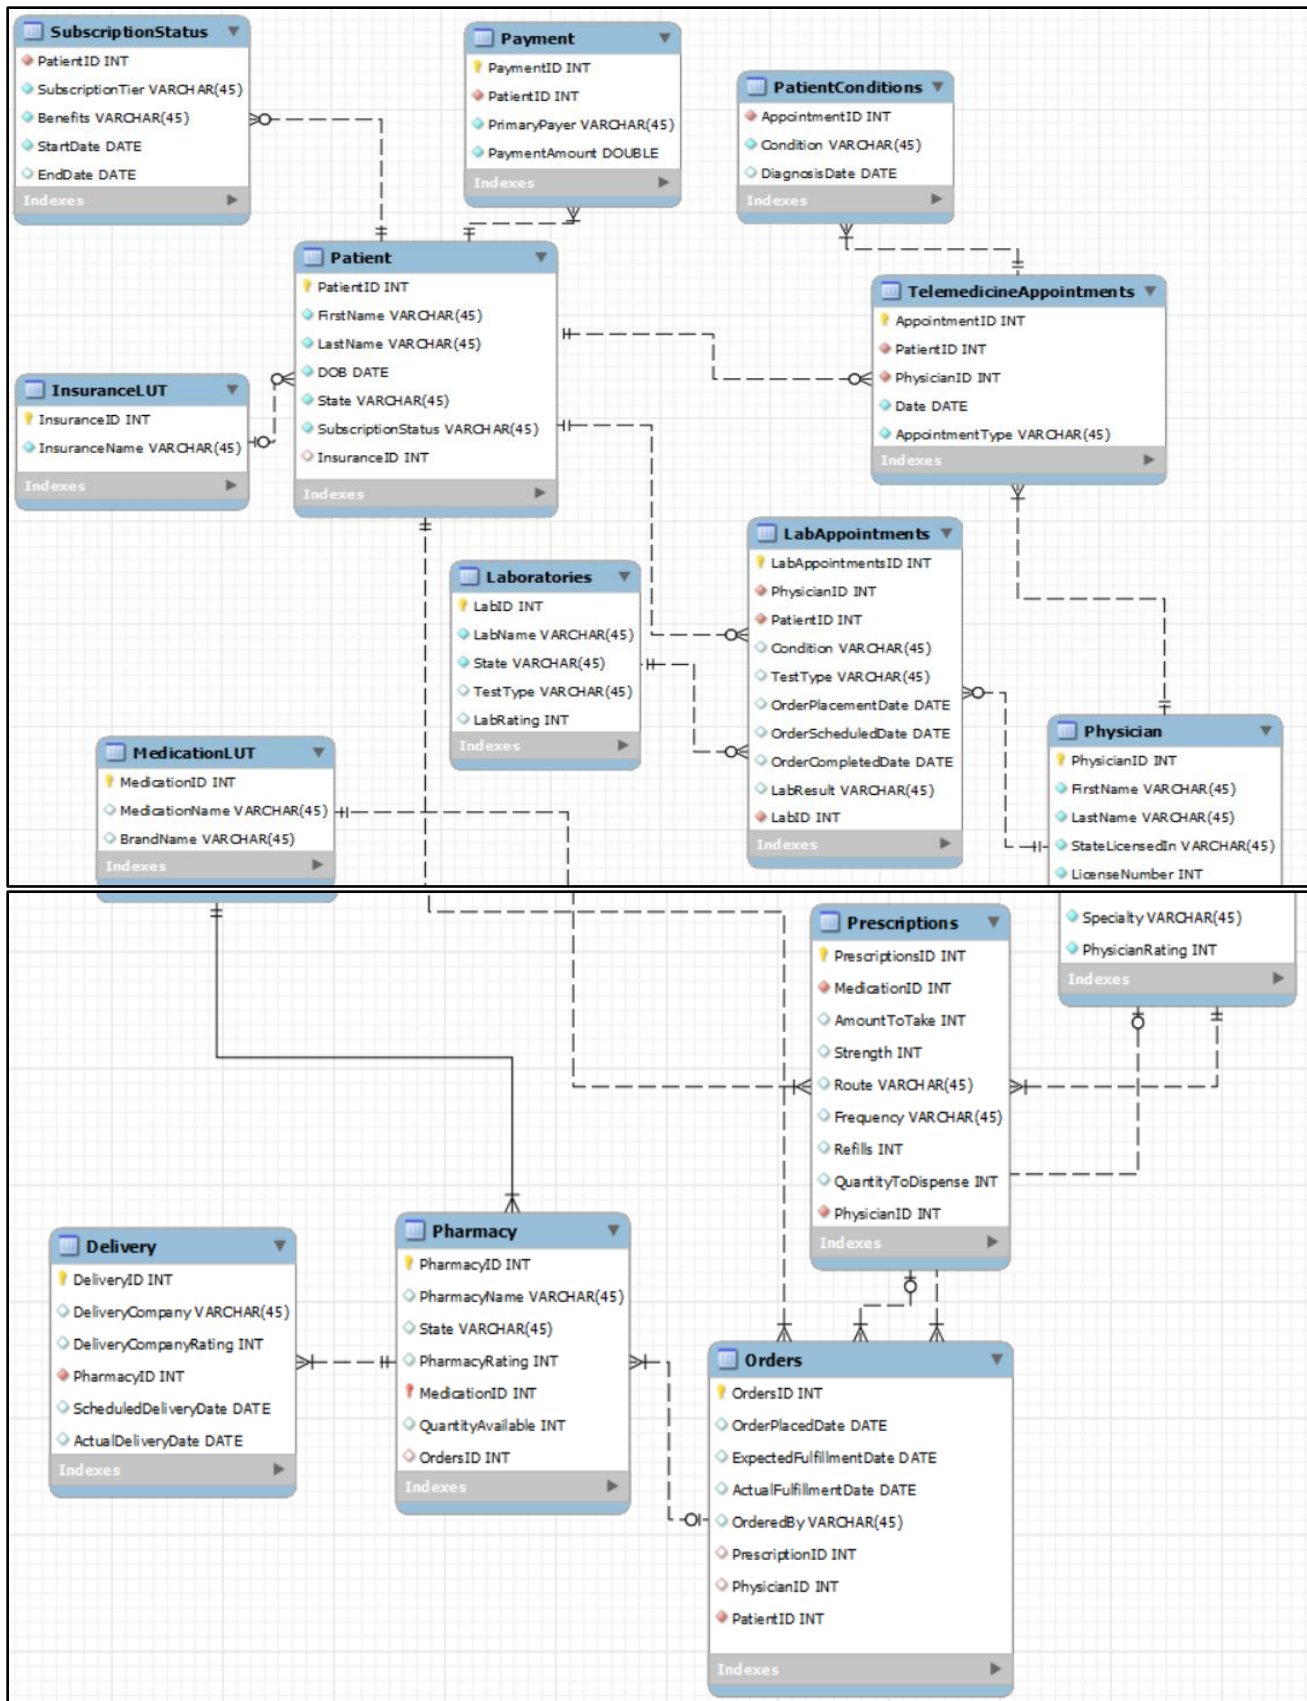 SubscriptionStatus
PatientID INT
SubscriptionTier VARCHAR(45)
Benefits VARCHAR(45)
StartDate DATE
EndDate DATE
Indexes
Payment
PaymentID INT
PatientID INT
PrimaryPayer VARCHAR(45)
PaymentAmount DOUBLE
Indexes
PatientConditions
AppointmentID INT
Condition VARCHAR(45)
DiagnosisDate DATE
Indexes
Patient
PatientID INT
FirstName VARCHAR(45)
LastName VARCHAR(45)
DOB DATE
State VARCHAR(45)
SubscriptionStatus VARCHAR(45)
InsuranceID INT
Indexes
TelemedicineAppointments
AppointmentID INT
PatientID INT
PhysicianID INT
Date DATE
AppointmentType VARCHAR(45)
Indexes
InsuranceLUT
InsuranceID INT
InsuranceName VARCHAR(45)
Indexes
LabAppointments
LabAppointmentsID INT
PhysicianID INT
PatientID INT
Condition VARCHAR(45)
TestType VARCHAR(45)
OrderPlacementDate DATE
OrderScheduledDate DATE
OrderCompletedDate DATE
LabResult VARCHAR(45)
LabID INT
Indexes
Laboratories
LabID INT
LabName VARCHAR(45)
State VARCHAR(45)
TestType VARCHAR(45)
LabRating INT
Indexes
MedicationLUT
MedicationID INT
MedicationName VARCHAR(45)
BrandName VARCHAR(45)
Indexes
Physician
PhysicianID INT
FirstName VARCHAR(45)
LastName VARCHAR(45)
StateLicensedIn VARCHAR(45)
LicenseNumber INT
Specialty VARCHAR(45)
PhysicianRating INT
Indexes
Prescriptions
PrescriptionsID INT
MedicationID INT
AmountToTake INT
Strength INT
Route VARCHAR(45)
Frequency VARCHAR(45)
Refills INT
QuantityToDispense INT
PhysicianID INT
Indexes
Delivery
DeliveryID INT
DeliveryCompany VARCHAR(45)
DeliveryCompanyRating INT
PharmacyID INT
ScheduledDeliveryDate DATE
ActualDeliveryDate DATE
Indexes
Pharmacy
PharmacyID INT
PharmacyName VARCHAR(45)
State VARCHAR(45)
PharmacyRating INT
MedicationID INT
QuantityAvailable INT
OrdersID INT
Indexes
Orders
OrdersID INT
OrderPlacedDate DATE
ExpectedFulfillmentDate DATE
ActualFulfillmentDate DATE
OrderedBy VARCHAR(45)
PrescriptionID INT
PhysicianID INT
PatientID INT
Indexes